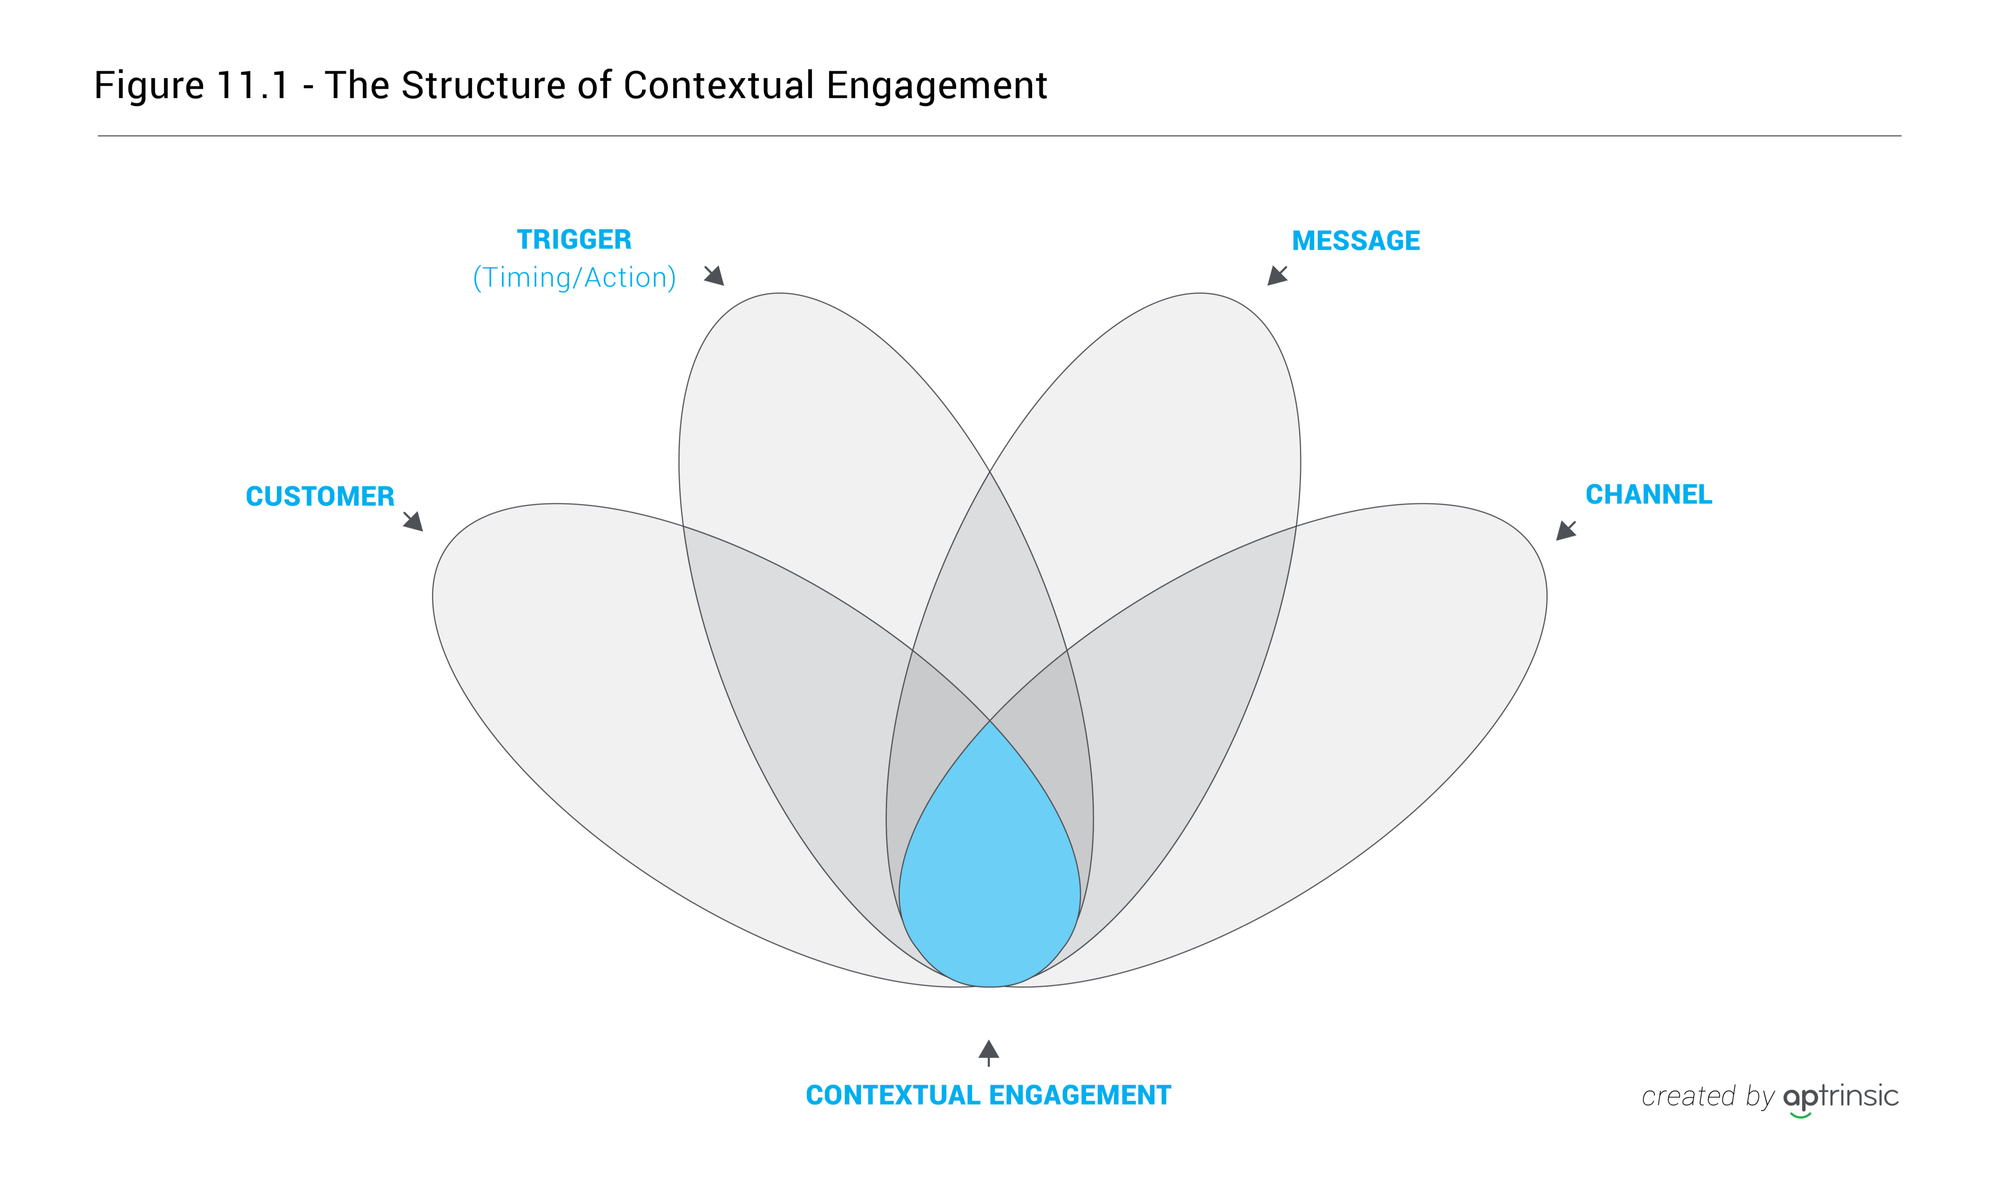 Figure 11.1 - The Structure of Contextual Engagement
TRIGGER
(Timing/Action)
MESSAGE
CUSTOMER
CHANNEL
CONTEXTUAL ENGAGEMENT
created by aptrinsic